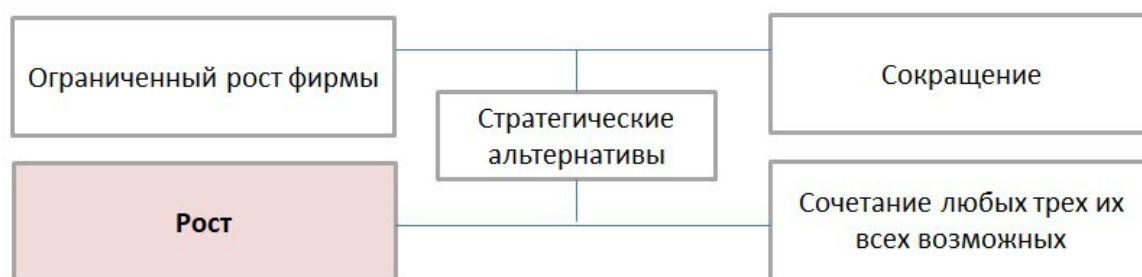 Ограниченный рост фирмы
Сокращение
Стратегические
альтернативы
Рост
Сочетание любых трех их
всех возможных